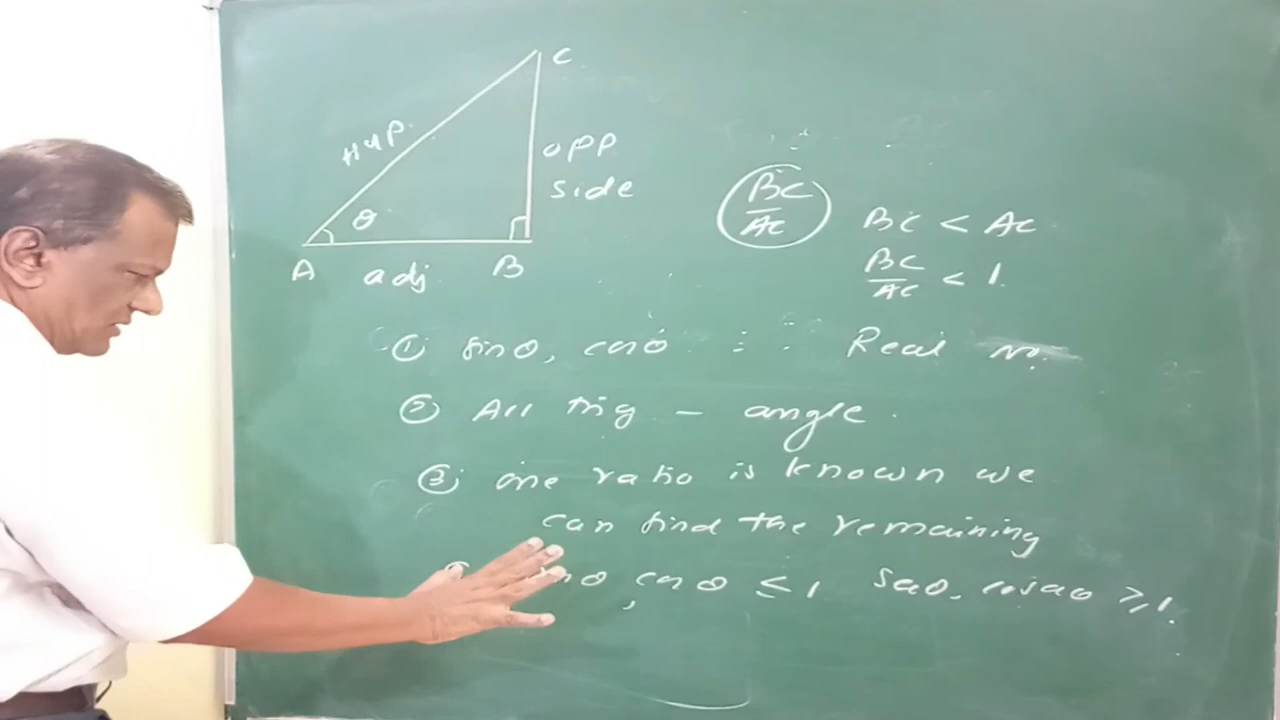 C
Hyp.
opp
side
θ
A adj B
BC
AC
BC < AC
BC
AC < 1.
① sinθ, cosθ : : Real no.
② All trig - angle.
③ one ratio is known we
can find the remaining
θ, cosθ ≤ 1 Secθ, cosecθ ≥ 1.